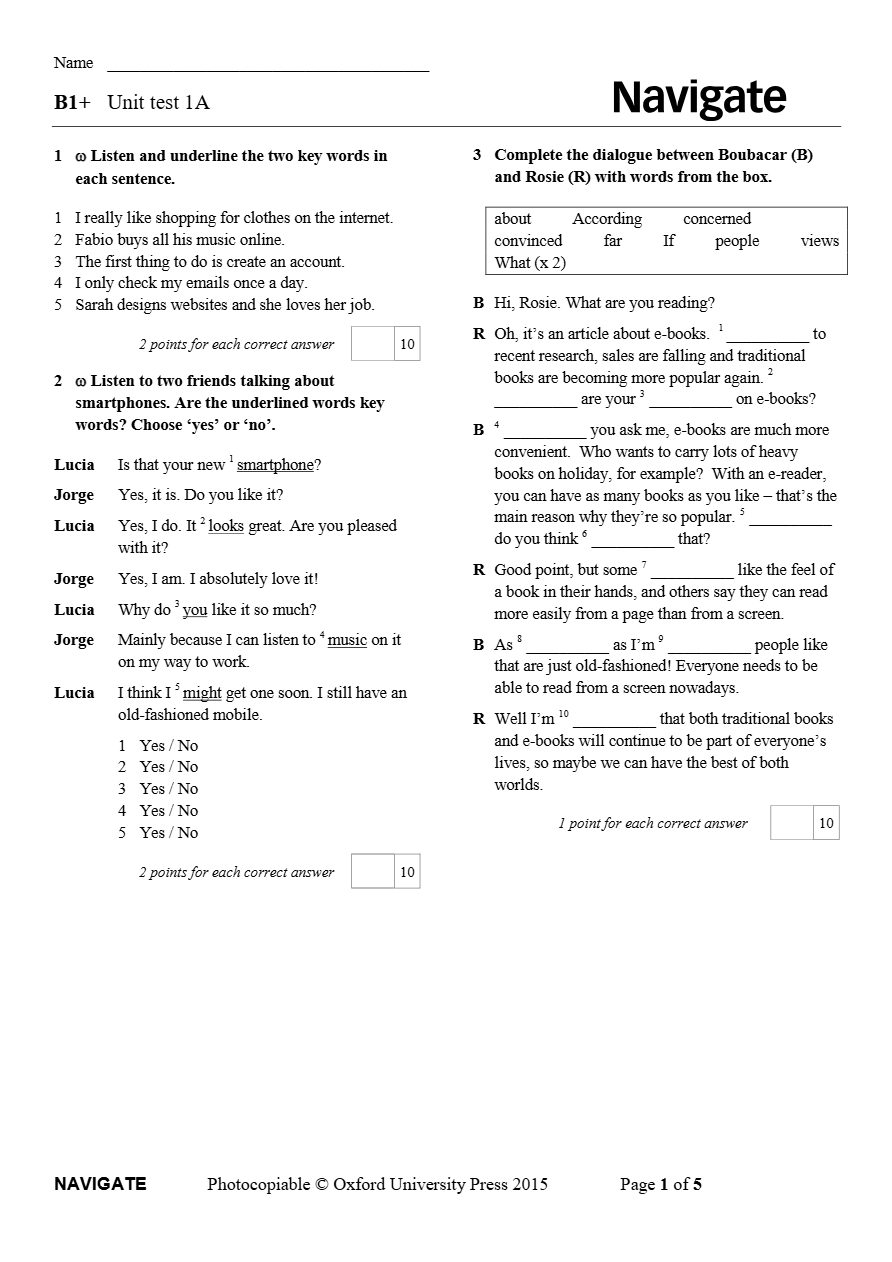 Name ______________________________________
B1+ Unit test 1A
Navigate
1 Listen and underline the two key words in
each sentence.
1 I really like shopping for clothes on the internet.
2 Fabio buys all his music online.
3 The first thing to do is create an account.
4 I only check my emails once a day.
5 Sarah designs websites and she loves her job.
2 points for each correct answer 10
2 Listen to two friends talking about
smartphones. Are the underlined words key
words? Choose ‘yes’ or ‘no’.
Lucia Is that your new 1 smartphone?
Jorge Yes, it is. Do you like it?
Lucia Yes, I do. It 2 looks great. Are you pleased
with it?
Jorge Yes, I am. I absolutely love it!
Lucia Why do 3 you like it so much?
Jorge Mainly because I can listen to 4 music on it
on my way to work.
Lucia I think I 5 might get one soon. I still have an
old-fashioned mobile.
1 Yes / No
2 Yes / No
3 Yes / No
4 Yes / No
5 Yes / No
2 points for each correct answer 10
3 Complete the dialogue between Boubacar (B)
and Rosie (R) with words from the box.
about According concerned
convinced far If people views
What (x 2)
B Hi, Rosie. What are you reading?
R Oh, it’s an article about e-books. 1 __________ to
recent research, sales are falling and traditional
books are becoming more popular again. 2
__________ are your 3 __________ on e-books?
B 4 __________ you ask me, e-books are much more
convenient. Who wants to carry lots of heavy
books on holiday, for example? With an e-reader,
you can have as many books as you like – that’s the
main reason why they’re so popular. 5 __________
do you think 6 __________ that?
R Good point, but some 7 __________ like the feel of
a book in their hands, and others say they can read
more easily from a page than from a screen.
B As 8 __________ as I’m 9 __________ people like
that are just old-fashioned! Everyone needs to be
able to read from a screen nowadays.
R Well I’m 10 __________ that both traditional books
and e-books will continue to be part of everyone’s
lives, so maybe we can have the best of both
worlds.
1 point for each correct answer 10
NAVIGATE Photocopiable © Oxford University Press 2015 Page 1 of 5